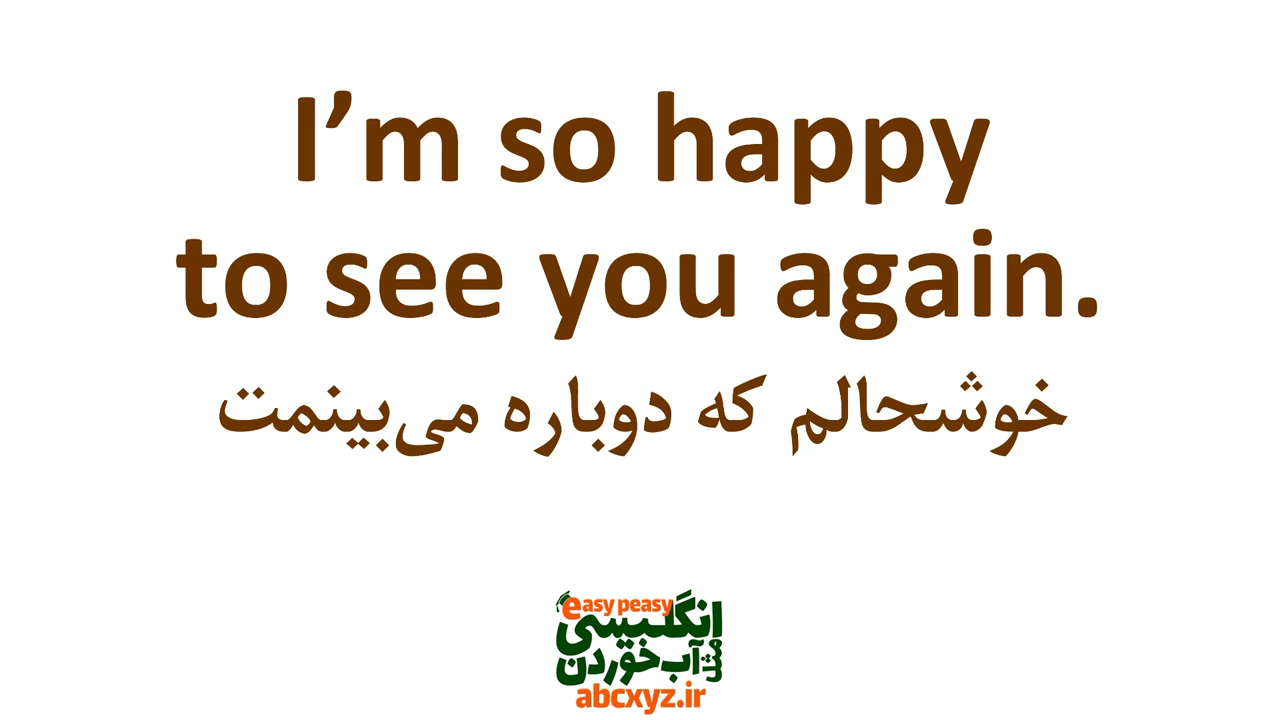 I’m so happy
to see you again.
خوشحالم که دوباره می‌بینمت
easy peasy
انگلیسی
مثل آب خوردن
abcxyz.ir